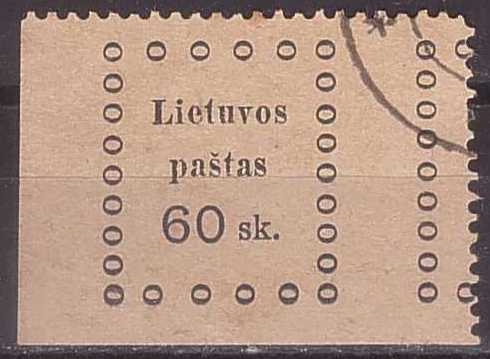 Lietuvos
paštas
60 sk.